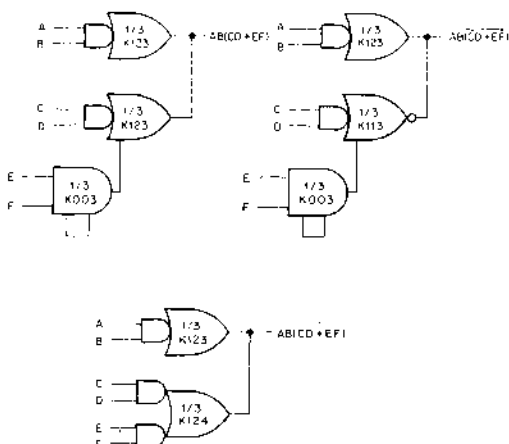 A
B
1/3
K123
AB(CD+EF)
C
D
1/3
K123
E
F
1/3
K003
A
B
1/3
K123
AB(CD+EF)
C
D
1/3
K113
E
F
1/3
K003
A
B
1/3
K123
AB(CD+EF)
C
D
1/3
K124
E
F